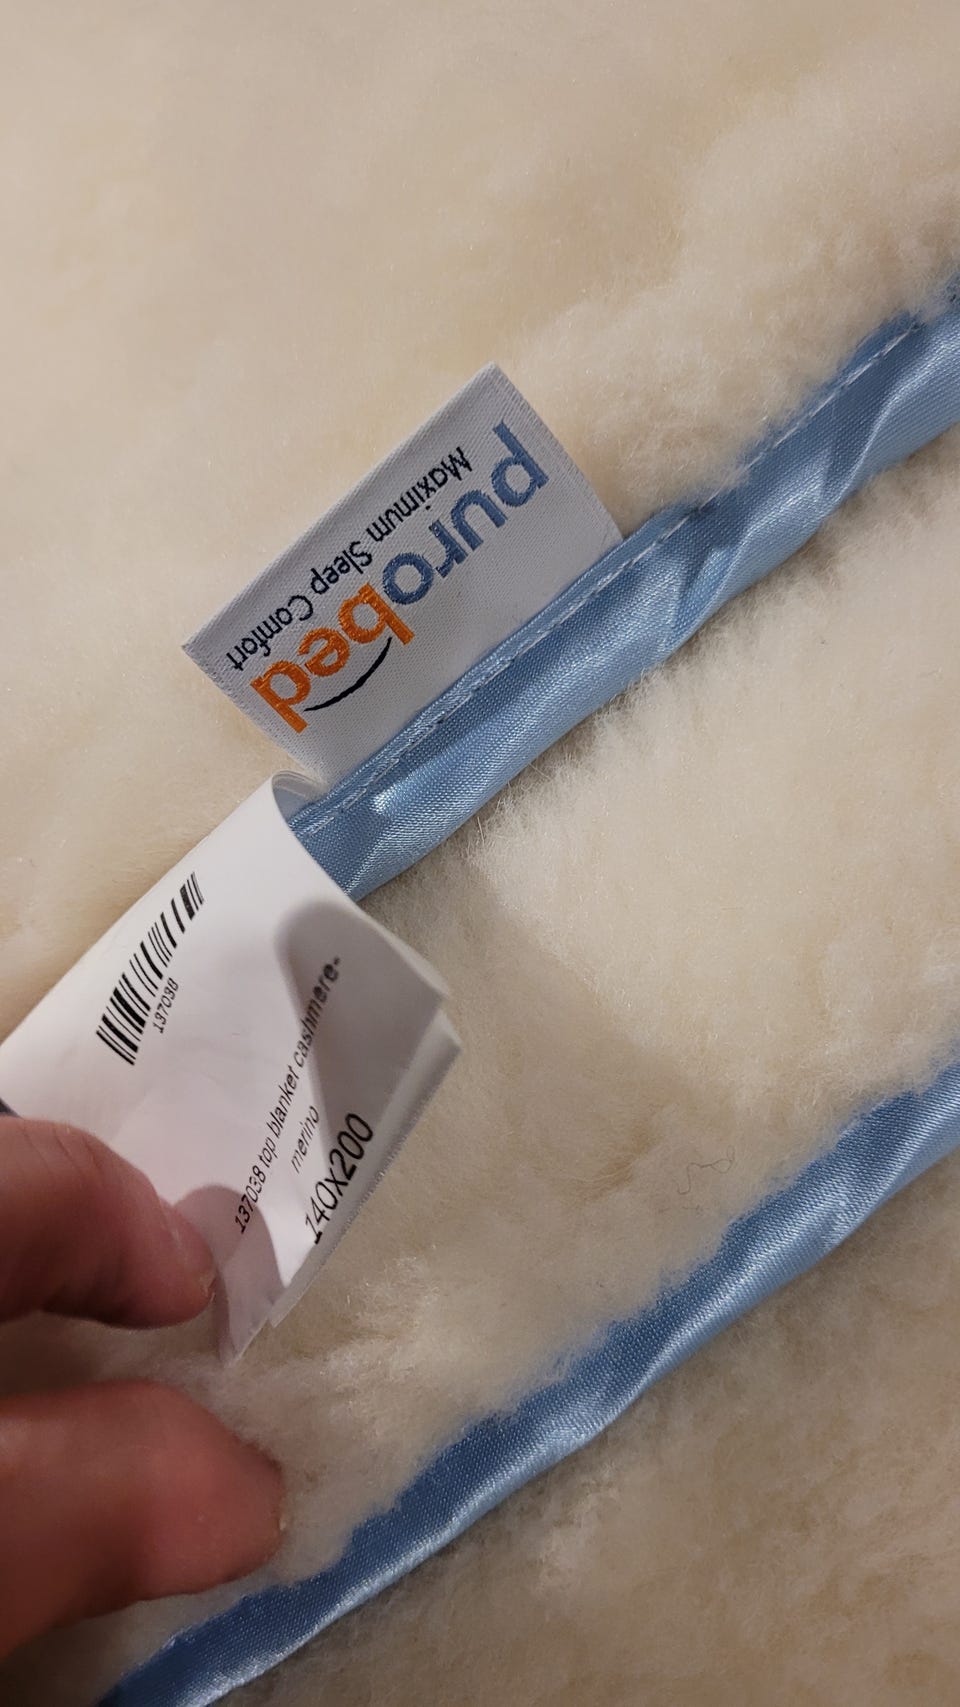 purobed
Maximum Sleep Comfort
137038
137038 top blanket cashmere-
merino
140x200